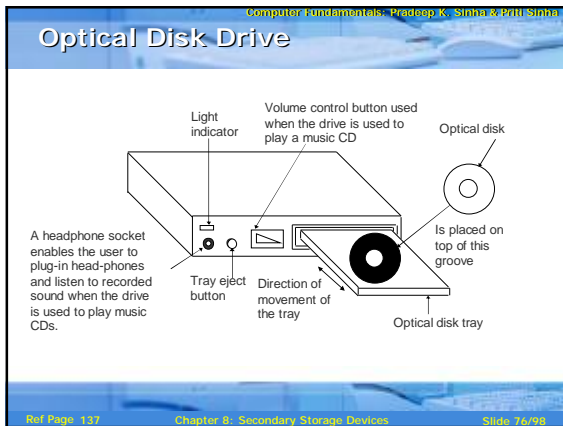 Computer Fundamentals: Pradeep K. Sinha & Priti Sinha
Optical Disk Drive
Light
indicator
Volume control button used
when the drive is used to
play a music CD
Optical disk
Is placed on
top of this
groove
A headphone socket
enables the user to
plug-in head-phones
and listen to recorded
sound when the drive
is used to play music
CDs.
Tray eject
button
Direction of
movement of
the tray
Optical disk tray
Ref Page 137
Chapter 8: Secondary Storage Devices
Slide 76/98